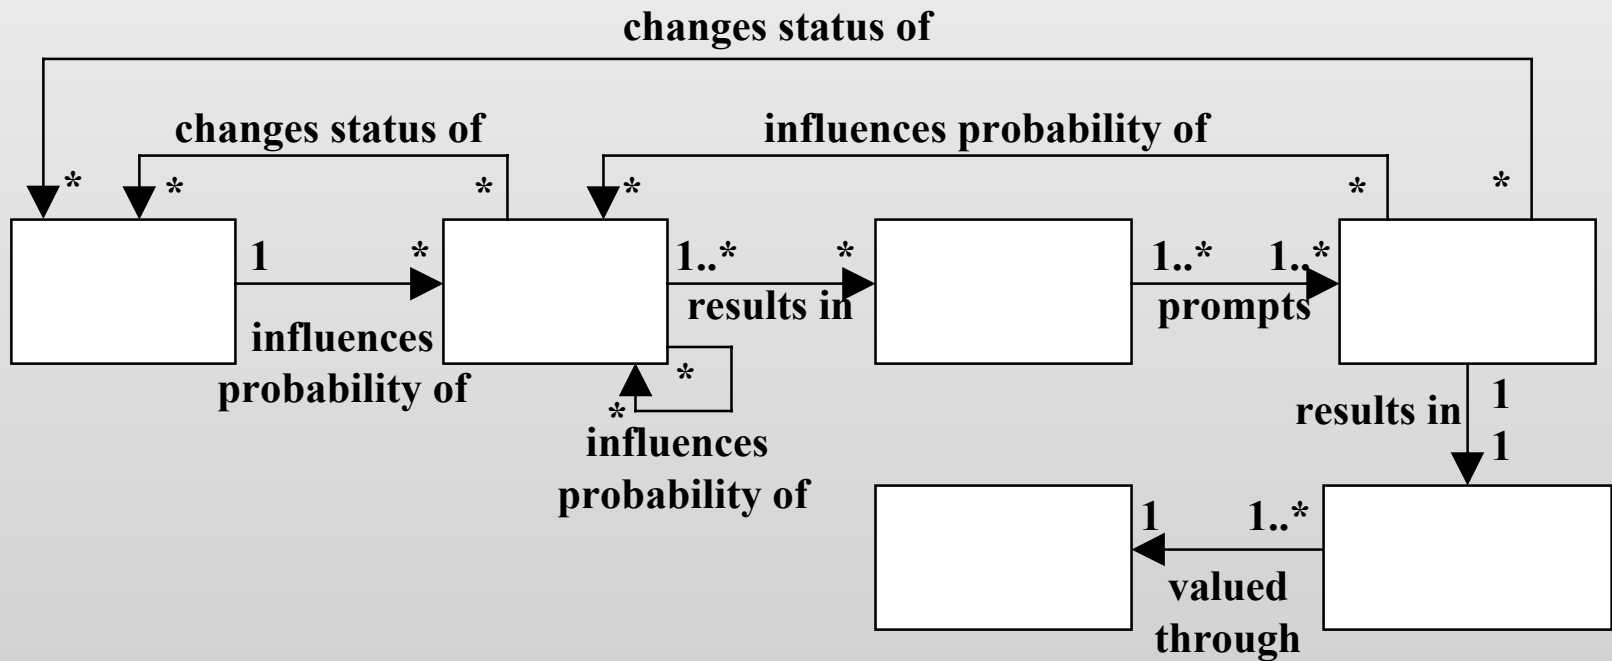 changes status of
changes status of
influences probability of
*
*
*
*
*
*
1
*
1..*
*
1..*
1..*
influences
probability of
results in
prompts
*
*
influences
probability of
results in
1
1
1
1..*
valued
through